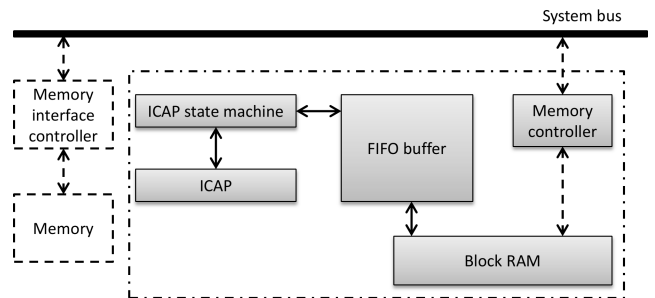 System bus
Memory
interface
controller
ICAP state machine
FIFO buffer
Memory
controller
ICAP
Memory
Block RAM